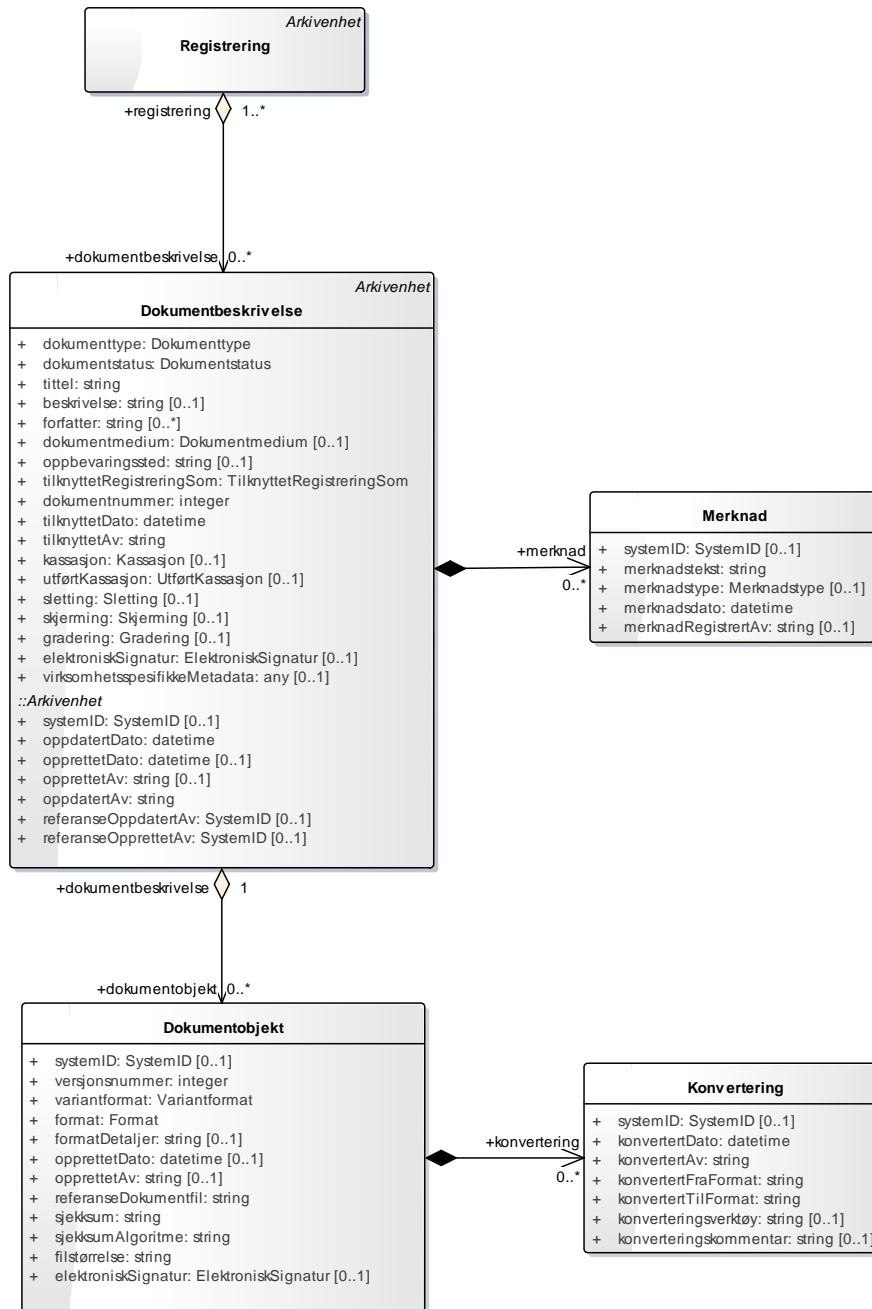 Arkivenhet
Registrering
+registrering 1..*
+dokumentbeskrivelse 0..*
Arkivenhet
Dokumentbeskrivelse
+ dokumenttype: Dokumenttype
+ dokumentstatus: Dokumentstatus
+ tittel: string
+ beskrivelse: string [0..1]
+ forfatter: string [0..*]
+ dokumentmedium: Dokumentmedium [0..1]
+ oppbevaringssted: string [0..1]
+ tilknyttetRegistreringSom: TilknyttetRegistreringSom
+ dokumentnummer: integer
+ tilknyttetDato: datetime
+ tilknyttetAv: string
+ kassasjon: Kassasjon [0..1]
+ utførtKassasjon: UtførtKassasjon [0..1]
+ sletting: Sletting [0..1]
+ skjerming: Skjerming [0..1]
+ gradering: Gradering [0..1]
+ elektroniskSignatur: ElektroniskSignatur [0..1]
+ virksomhetsspesifikkeMetadata: any [0..1]
::Arkivenhet
+ systemID: SystemID [0..1]
+ oppdatertDato: datetime
+ opprettetDato: datetime [0..1]
+ opprettetAv: string [0..1]
+ oppdatertAv: string
+ referanseOppdatertAv: SystemID [0..1]
+ referanseOpprettetAv: SystemID [0..1]
+merknad
0..*
Merknad
+ systemID: SystemID [0..1]
+ merknadstekst: string
+ merknadstype: Merknadstype [0..1]
+ merknadsdato: datetime
+ merknadRegistrertAv: string [0..1]
+dokumentbeskrivelse 1
+dokumentobjekt 0..*
Dokumentobjekt
+ systemID: SystemID [0..1]
+ versjonsnummer: integer
+ variantformat: Variantformat
+ format: Format
+ formatDetaljer: string [0..1]
+ opprettetDato: datetime [0..1]
+ opprettetAv: string [0..1]
+ referanseDokumentfil: string
+ sjekksum: string
+ sjekksumAlgoritme: string
+ filstørrelse: string
+ elektroniskSignatur: ElektroniskSignatur [0..1]
+konvertering
0..*
Konvertering
+ systemID: SystemID [0..1]
+ konvertertDato: datetime
+ konvertertAv: string
+ konvertertFraFormat: string
+ konvertertTilFormat: string
+ konverteringsverktøy: string [0..1]
+ konverteringskommentar: string [0..1]